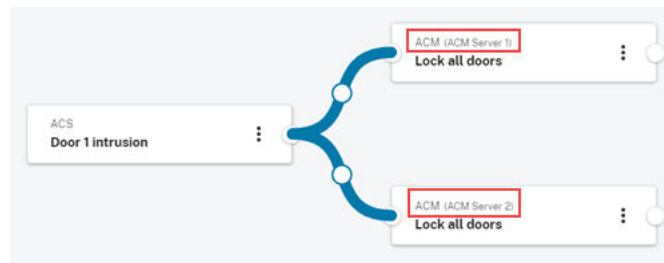 ACM (ACM Server 1)
Lock all doors
ACS
Door 1 intrusion
ACM (ACM Server 2)
Lock all doors